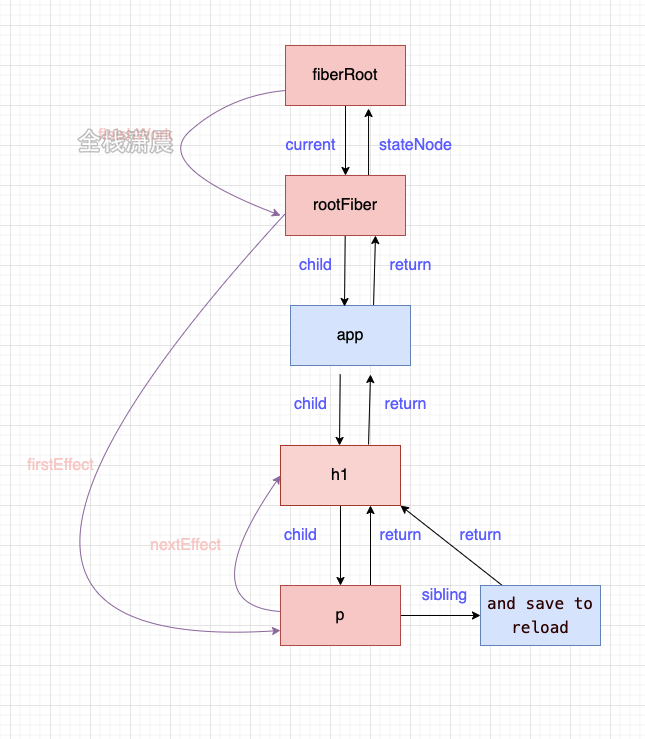 fiberRoot
全栈潇晨
current
stateNode
rootFiber
child
return
app
child
return
firstEffect
h1
nextEffect
child
return
return
p
sibling
and save to
reload